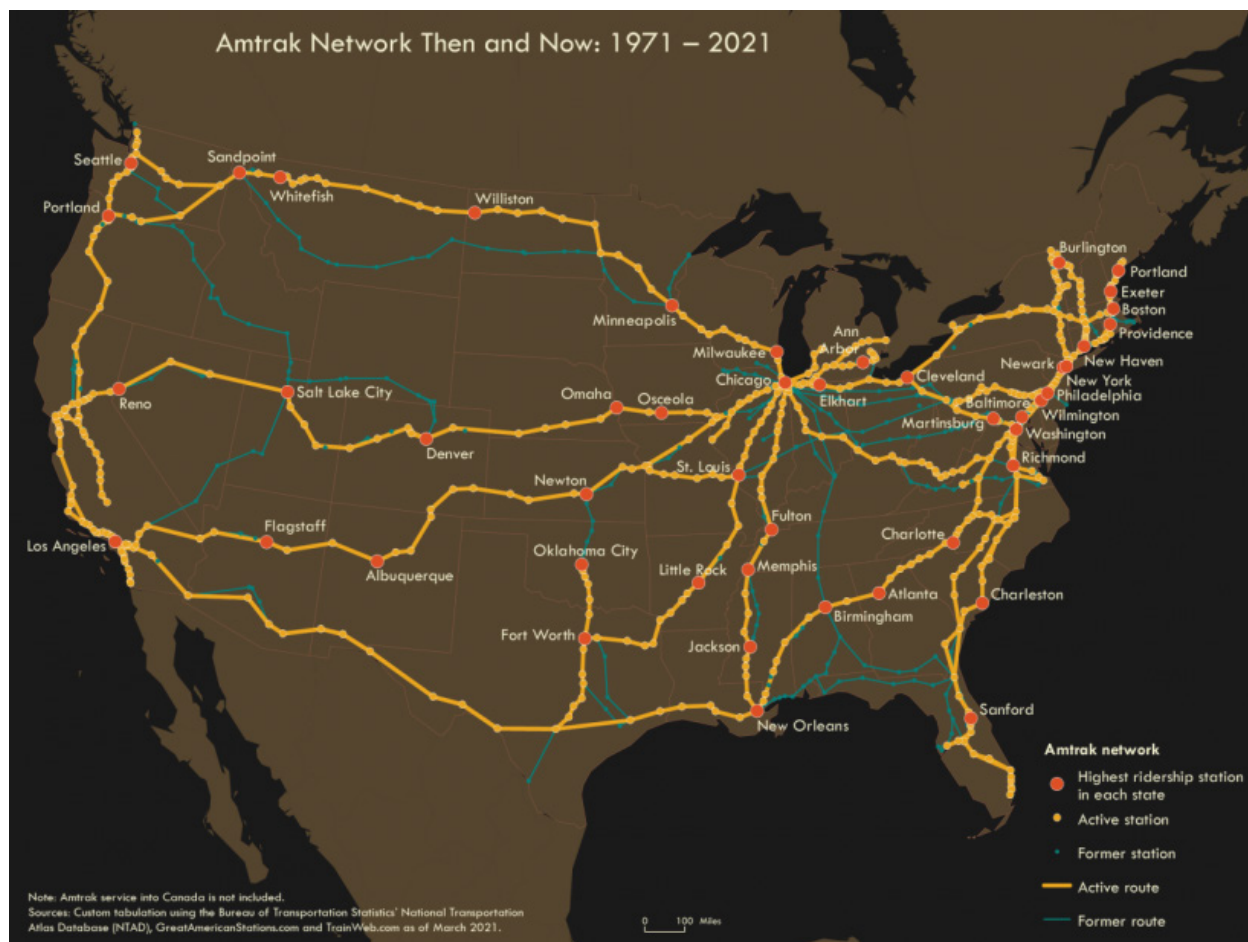 Amtrak Network Then and Now: 1971 – 2021
Seattle
Sandpoint
Whitefish
Williston
Portland
Burlington
Portland
Exeter
Boston
Providence
Minneapolis
Ann
Arbor
Milwaukee
Newark
New Haven
Chicago
Cleveland
New York
Reno
Salt Lake City
Omaha
Osceola
Elkhart
Baltimore
Philadelphia
Wilmington
Martinsburg
Washington
Denver
Richmond
St. Louis
Newton
Flagstaff
Fulton
Charlotte
Los Angeles
Oklahoma City
Albuquerque
Little Rock
Memphis
Atlanta
Charleston
Birmingham
Fort Worth
Jackson
Sanford
New Orleans
Amtrak network
Highest ridership station
in each state
Active station
Former station
Active route
Former route
Note: Amtrak service into Canada is not included.
Sources: Custom tabulation using the Bureau of Transportation Statistics' National Transportation
Atlas Database (NTAD), GreatAmericanStations.com and TrainWeb.com as of March 2021.
0 100 Miles